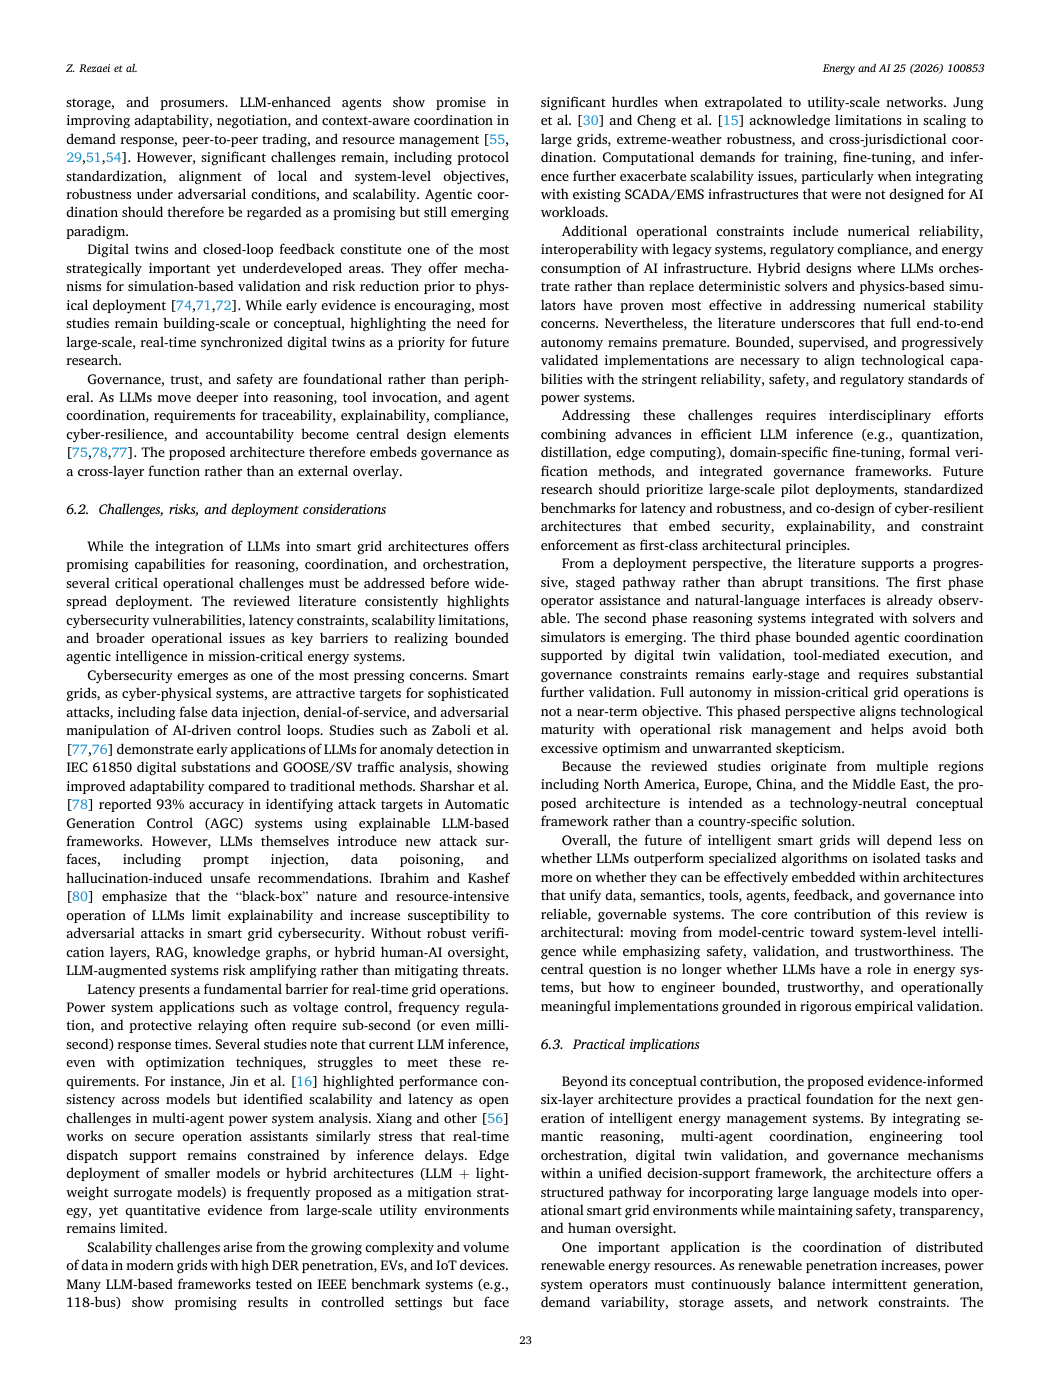 Z. Rezaei et al.
Energy and AI 25 (2026) 100853
storage, and prosumers. LLM-enhanced agents show promise in
improving adaptability, negotiation, and context-aware coordination in
demand response, peer-to-peer trading, and resource management [55,
29,51,54]. However, significant challenges remain, including protocol
standardization, alignment of local and system-level objectives,
robustness under adversarial conditions, and scalability. Agentic coor-
dination should therefore be regarded as a promising but still emerging
paradigm.
Digital twins and closed-loop feedback constitute one of the most
strategically important yet underdeveloped areas. They offer mecha-
nisms for simulation-based validation and risk reduction prior to phys-
ical deployment [74,71,72]. While early evidence is encouraging, most
studies remain building-scale or conceptual, highlighting the need for
large-scale, real-time synchronized digital twins as a priority for future
research.
Governance, trust, and safety are foundational rather than periph-
eral. As LLMs move deeper into reasoning, tool invocation, and agent
coordination, requirements for traceability, explainability, compliance,
cyber-resilience, and accountability become central design elements
[75,78,77]. The proposed architecture therefore embeds governance as
a cross-layer function rather than an external overlay.
6.2. Challenges, risks, and deployment considerations
While the integration of LLMs into smart grid architectures offers
promising capabilities for reasoning, coordination, and orchestration,
several critical operational challenges must be addressed before wide-
spread deployment. The reviewed literature consistently highlights
cybersecurity vulnerabilities, latency constraints, scalability limitations,
and broader operational issues as key barriers to realizing bounded
agentic intelligence in mission-critical energy systems.
Cybersecurity emerges as one of the most pressing concerns. Smart
grids, as cyber-physical systems, are attractive targets for sophisticated
attacks, including false data injection, denial-of-service, and adversarial
manipulation of AI-driven control loops. Studies such as Zaboli et al.
[77,76] demonstrate early applications of LLMs for anomaly detection in
IEC 61850 digital substations and GOOSE/SV traffic analysis, showing
improved adaptability compared to traditional methods. Sharshar et al.
[78] reported 93% accuracy in identifying attack targets in Automatic
Generation Control (AGC) systems using explainable LLM-based
frameworks. However, LLMs themselves introduce new attack sur-
faces, including prompt injection, data poisoning, and
hallucination-induced unsafe recommendations. Ibrahim and Kashef
[80] emphasize that the “black-box” nature and resource-intensive
operation of LLMs limit explainability and increase susceptibility to
adversarial attacks in smart grid cybersecurity. Without robust verifi-
cation layers, RAG, knowledge graphs, or hybrid human-AI oversight,
LLM-augmented systems risk amplifying rather than mitigating threats.
Latency presents a fundamental barrier for real-time grid operations.
Power system applications such as voltage control, frequency regula-
tion, and protective relaying often require sub-second (or even milli-
second) response times. Several studies note that current LLM inference,
even with optimization techniques, struggles to meet these re-
quirements. For instance, Jin et al. [16] highlighted performance con-
sistency across models but identified scalability and latency as open
challenges in multi-agent power system analysis. Xiang and other [56]
works on secure operation assistants similarly stress that real-time
dispatch support remains constrained by inference delays. Edge
deployment of smaller models or hybrid architectures (LLM + light-
weight surrogate models) is frequently proposed as a mitigation strat-
egy, yet quantitative evidence from large-scale utility environments
remains limited.
Scalability challenges arise from the growing complexity and volume
of data in modern grids with high DER penetration, EVs, and IoT devices.
Many LLM-based frameworks tested on IEEE benchmark systems (e.g.,
118-bus) show promising results in controlled settings but face
significant hurdles when extrapolated to utility-scale networks. Jung
et al. [30] and Cheng et al. [15] acknowledge limitations in scaling to
large grids, extreme-weather robustness, and cross-jurisdictional coor-
dination. Computational demands for training, fine-tuning, and infer-
ence further exacerbate scalability issues, particularly when integrating
with existing SCADA/EMS infrastructures that were not designed for AI
workloads.
Additional operational constraints include numerical reliability,
interoperability with legacy systems, regulatory compliance, and energy
consumption of AI infrastructure. Hybrid designs where LLMs orches-
trate rather than replace deterministic solvers and physics-based simu-
lators have proven most effective in addressing numerical stability
concerns. Nevertheless, the literature underscores that full end-to-end
autonomy remains premature. Bounded, supervised, and progressively
validated implementations are necessary to align technological capa-
bilities with the stringent reliability, safety, and regulatory standards of
power systems.
Addressing these challenges requires interdisciplinary efforts
combining advances in efficient LLM inference (e.g., quantization,
distillation, edge computing), domain-specific fine-tuning, formal veri-
fication methods, and integrated governance frameworks. Future
research should prioritize large-scale pilot deployments, standardized
benchmarks for latency and robustness, and co-design of cyber-resilient
architectures that embed security, explainability, and constraint
enforcement as first-class architectural principles.
From a deployment perspective, the literature supports a progres-
sive, staged pathway rather than abrupt transitions. The first phase
operator assistance and natural-language interfaces is already observ-
able. The second phase reasoning systems integrated with solvers and
simulators is emerging. The third phase bounded agentic coordination
supported by digital twin validation, tool-mediated execution, and
governance constraints remains early-stage and requires substantial
further validation. Full autonomy in mission-critical grid operations is
not a near-term objective. This phased perspective aligns technological
maturity with operational risk management and helps avoid both
excessive optimism and unwarranted skepticism.
Because the reviewed studies originate from multiple regions
including North America, Europe, China, and the Middle East, the pro-
posed architecture is intended as a technology-neutral conceptual
framework rather than a country-specific solution.
Overall, the future of intelligent smart grids will depend less on
whether LLMs outperform specialized algorithms on isolated tasks and
more on whether they can be effectively embedded within architectures
that unify data, semantics, tools, agents, feedback, and governance into
reliable, governable systems. The core contribution of this review is
architectural: moving from model-centric toward system-level intelli-
gence while emphasizing safety, validation, and trustworthiness. The
central question is no longer whether LLMs have a role in energy sys-
tems, but how to engineer bounded, trustworthy, and operationally
meaningful implementations grounded in rigorous empirical validation.
6.3. Practical implications
Beyond its conceptual contribution, the proposed evidence-informed
six-layer architecture provides a practical foundation for the next gen-
eration of intelligent energy management systems. By integrating se-
mantic reasoning, multi-agent coordination, engineering tool
orchestration, digital twin validation, and governance mechanisms
within a unified decision-support framework, the architecture offers a
structured pathway for incorporating large language models into oper-
ational smart grid environments while maintaining safety, transparency,
and human oversight.
One important application is the coordination of distributed
renewable energy resources. As renewable penetration increases, power
system operators must continuously balance intermittent generation,
demand variability, storage assets, and network constraints. The
23